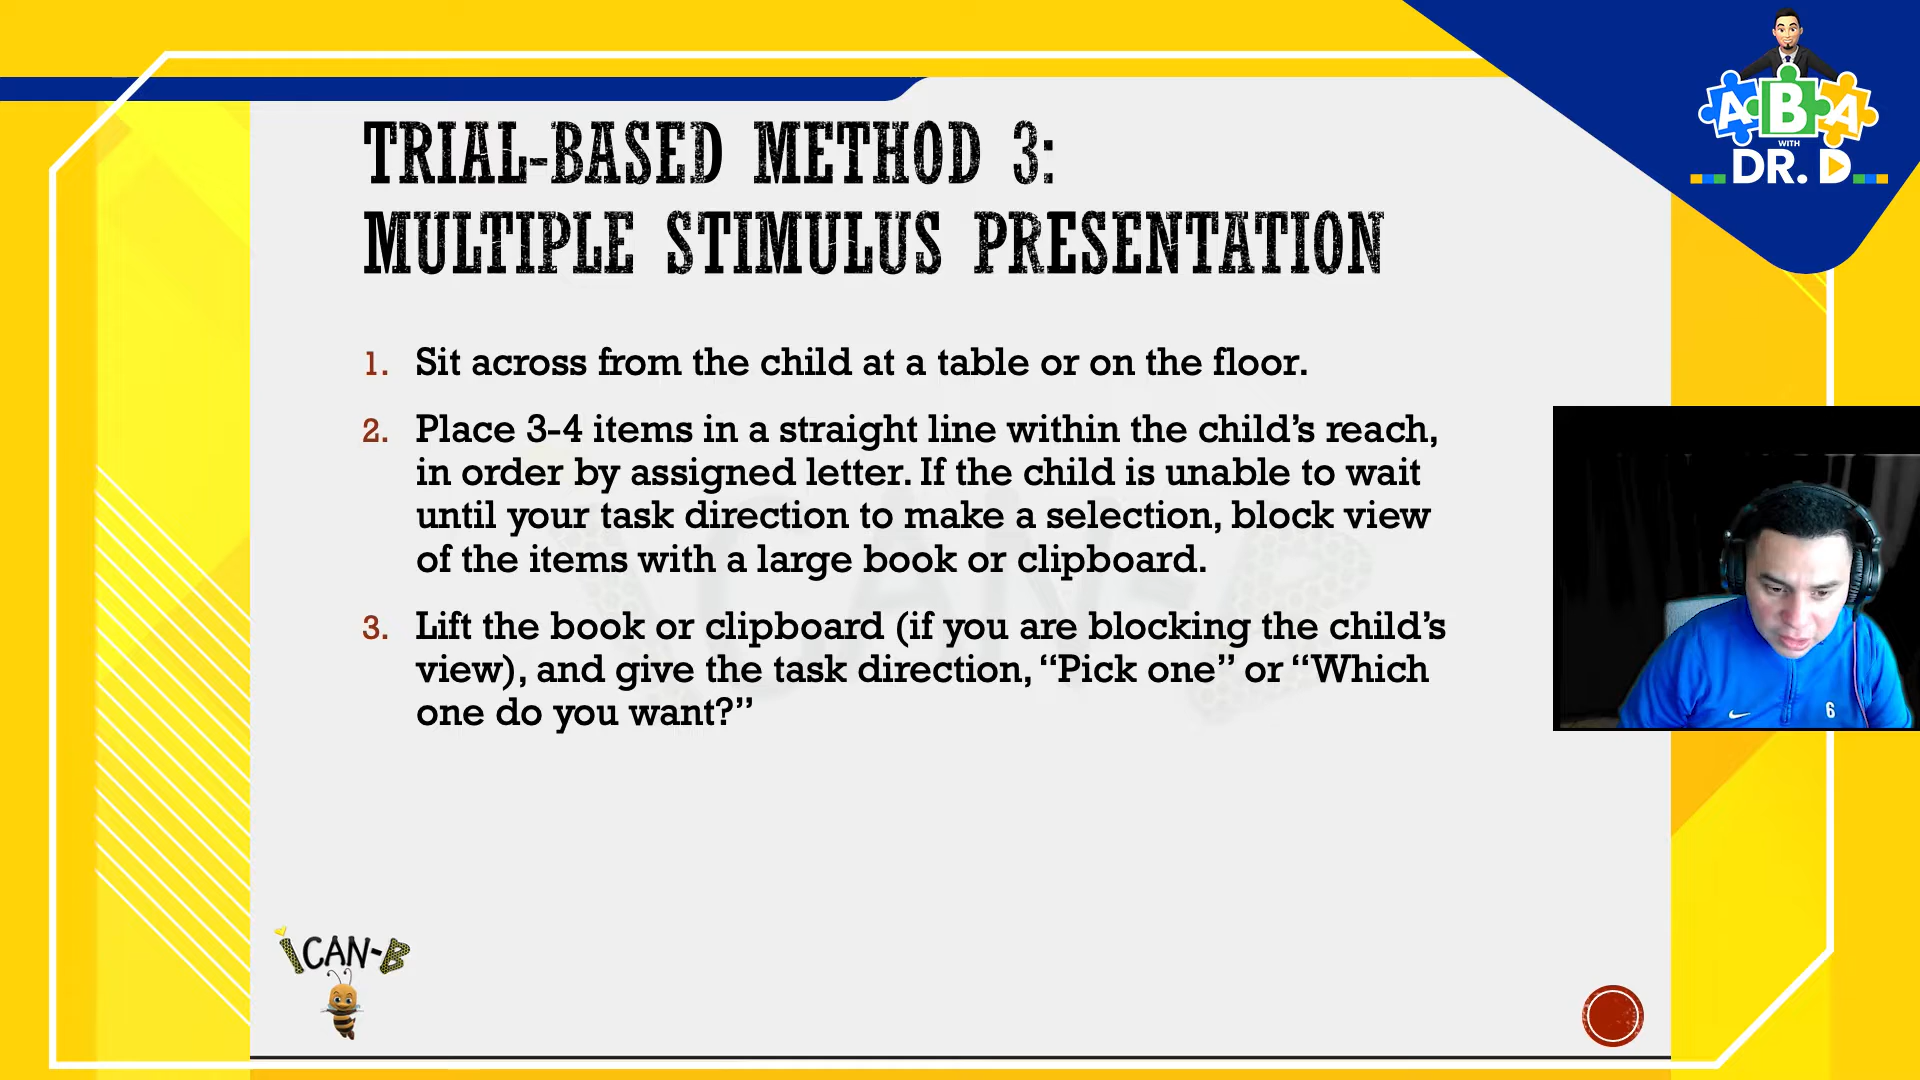 TRIAL-BASED METHOD 3:
MULTIPLE STIMULUS PRESENTATION
1. Sit across from the child at a table or on the floor.
2. Place 3-4 items in a straight line within the child’s reach,
in order by assigned letter. If the child is unable to wait
until your task direction to make a selection, block view
of the items with a large book or clipboard.
3. Lift the book or clipboard (if you are blocking the child’s
view), and give the task direction, “Pick one” or “Which
one do you want?”
iCAN-B
ABA
WITH
DR. D
6